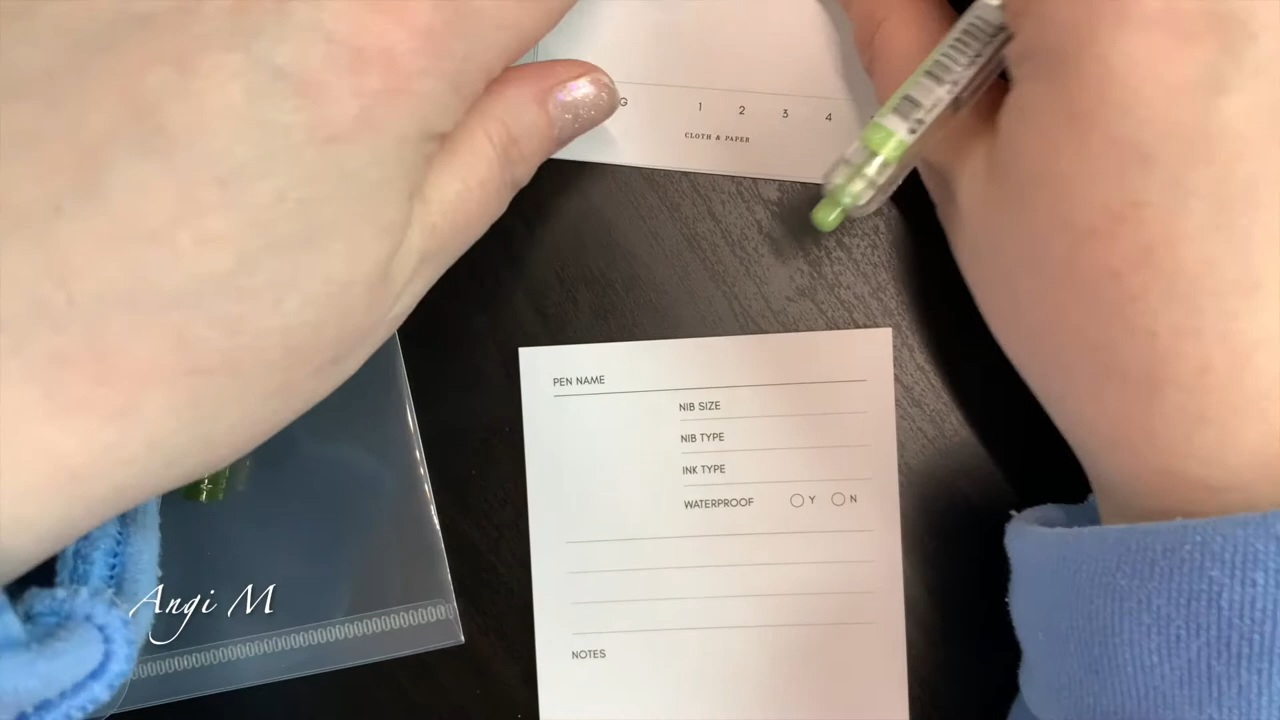 G 1 2 3 4
CLOTH & PAPER
PEN NAME
NIB SIZE
NIB TYPE
INK TYPE
WATERPROOF Y N
NOTES
Angi M